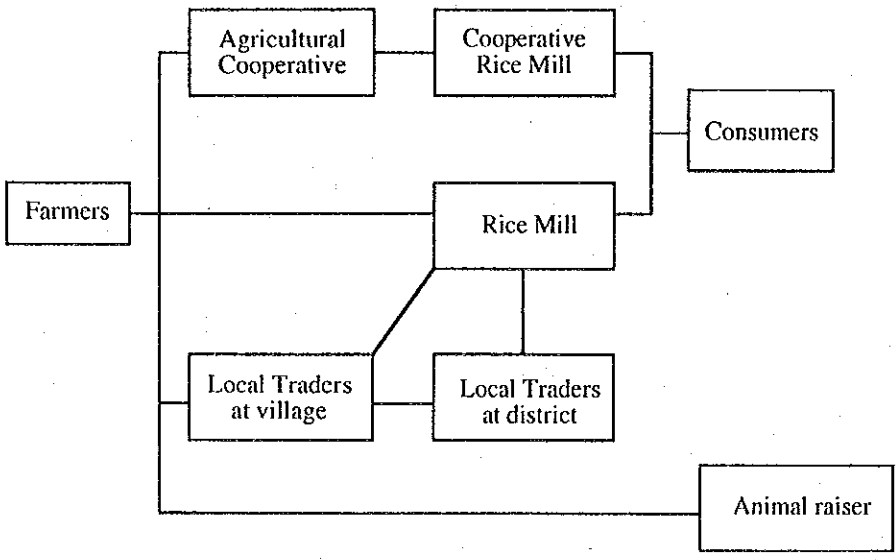 Agricultural
Cooperative
Cooperative
Rice Mill
Consumers
Farmers
Rice Mill
Local Traders
at village
Local Traders
at district
Animal raiser